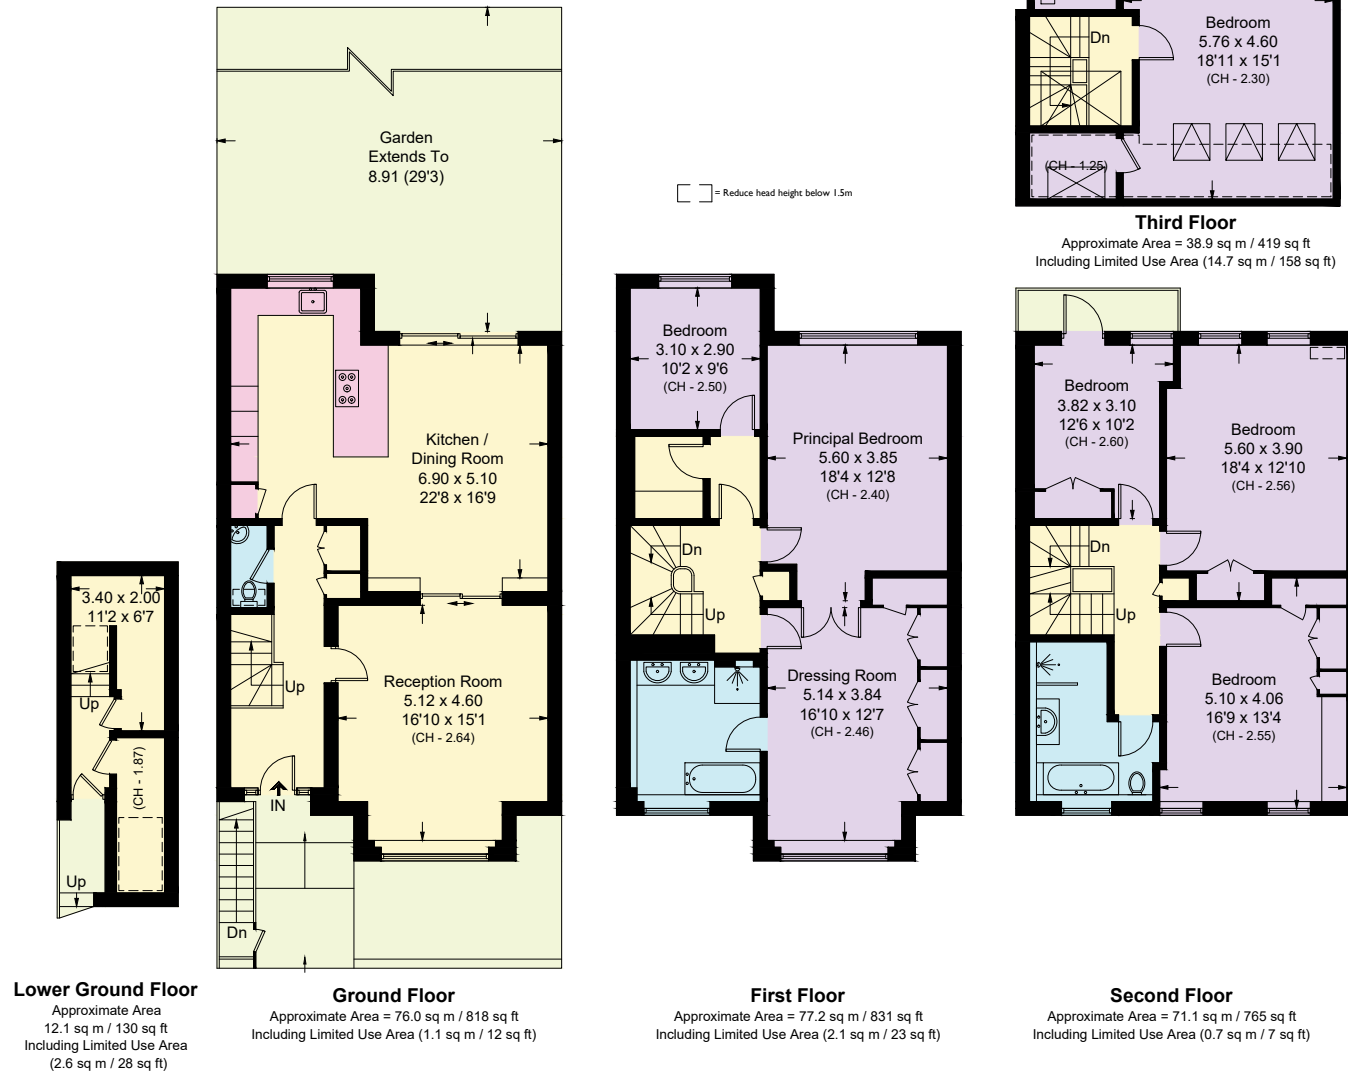 Garden
Extends To
8.91 (29'3)
= Reduce head height below 1.5m
Dn
Bedroom
5.76 x 4.60
18'11 x 15'1
(CH - 2.30)
(CH - 1.25)
Third Floor
Approximate Area = 38.9 sq m / 419 sq ft
Including Limited Use Area (14.7 sq m / 158 sq ft)
3.40 x 2.00
11'2 x 6'7
Up
(CH - 1.87)
Up
Lower Ground Floor
Approximate Area
12.1 sq m / 130 sq ft
Including Limited Use Area
(2.6 sq m / 28 sq ft)
Kitchen /
Dining Room
6.90 x 5.10
22'8 x 16'9
Up
Reception Room
5.12 x 4.60
16'10 x 15'1
(CH - 2.64)
IN
Dn
Ground Floor
Approximate Area = 76.0 sq m / 818 sq ft
Including Limited Use Area (1.1 sq m / 12 sq ft)
Bedroom
3.10 x 2.90
10'2 x 9'6
(CH - 2.50)
Principal Bedroom
5.60 x 3.85
18'4 x 12'8
(CH - 2.40)
Dn
Up
Dressing Room
5.14 x 3.84
16'10 x 12'7
(CH - 2.46)
First Floor
Approximate Area = 77.2 sq m / 831 sq ft
Including Limited Use Area (2.1 sq m / 23 sq ft)
Bedroom
3.82 x 3.10
12'6 x 10'2
(CH - 2.60)
Bedroom
5.60 x 3.90
18'4 x 12'10
(CH - 2.56)
Dn
Up
Bedroom
5.10 x 4.06
16'9 x 13'4
(CH - 2.55)
Second Floor
Approximate Area = 71.1 sq m / 765 sq ft
Including Limited Use Area (0.7 sq m / 7 sq ft)